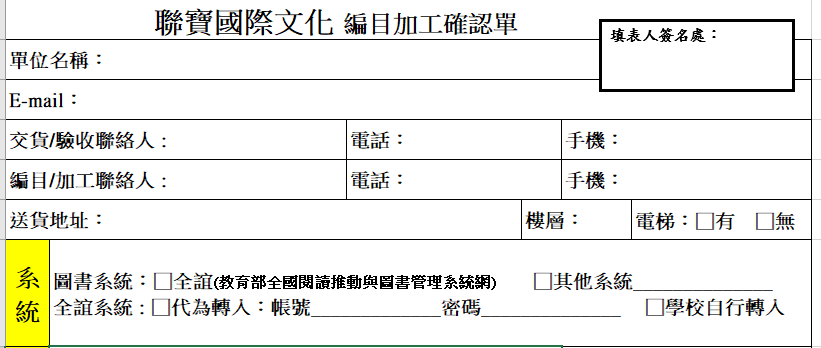 聯寶國際文化 編目加工確認單
填表人簽名處：
單位名稱：
E-mail：
交貨/驗收聯絡人： 電話： 手機：
編目/加工聯絡人： 電話： 手機：
送貨地址： 樓層： 電梯：□有 □無
系統
圖書系統：□全誼(教育部全國閱讀推動與圖書管理系統網) □其他系統______________
全誼系統：□代為轉入：帳號_____________密碼______________ □學校自行轉入